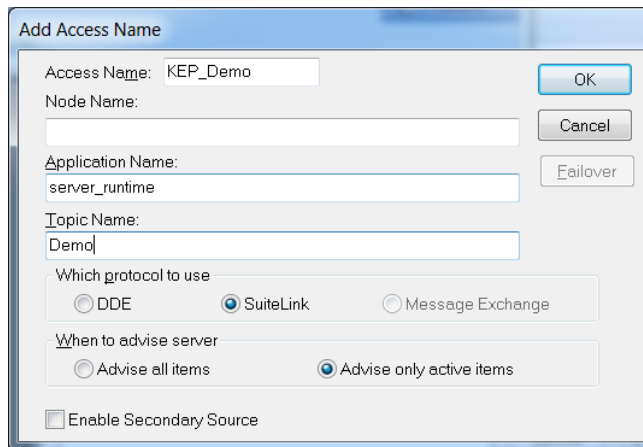 Add Access Name
Access Name: KEP_Demo
OK
Node Name:
Cancel
Application Name:
Failover
server_runtime
Topic Name:
Demo
Which protocol to use
DDE SuiteLink Message Exchange
When to advise server
Advise all items Advise only active items
Enable Secondary Source